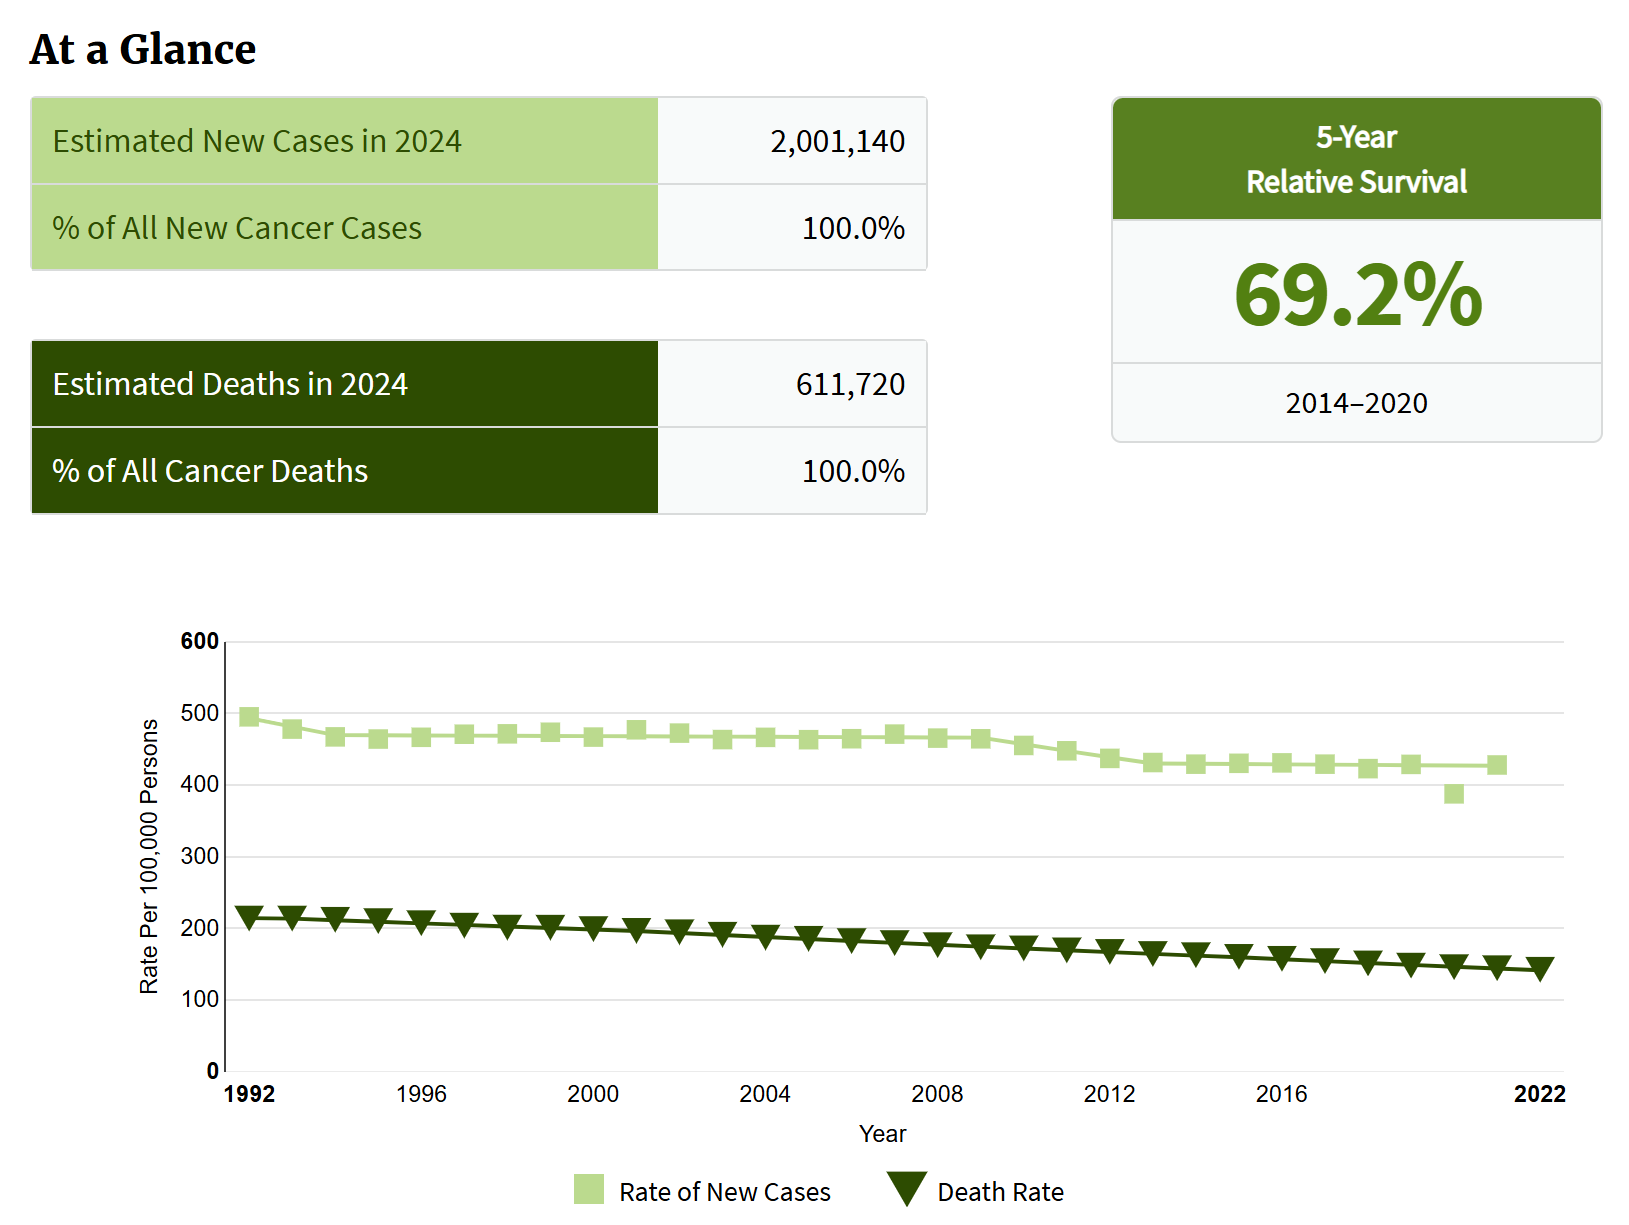 At a Glance
Estimated New Cases in 2024 2,001,140
% of All New Cancer Cases 100.0%
Estimated Deaths in 2024 611,720
% of All Cancer Deaths 100.0%
5-Year
Relative Survival
69.2%
2014–2020
Rate Per 100,000 Persons
600
500
400
300
200
100
0
1992 1996 2000 2004 2008 2012 2016 2022
Year
Rate of New Cases Death Rate